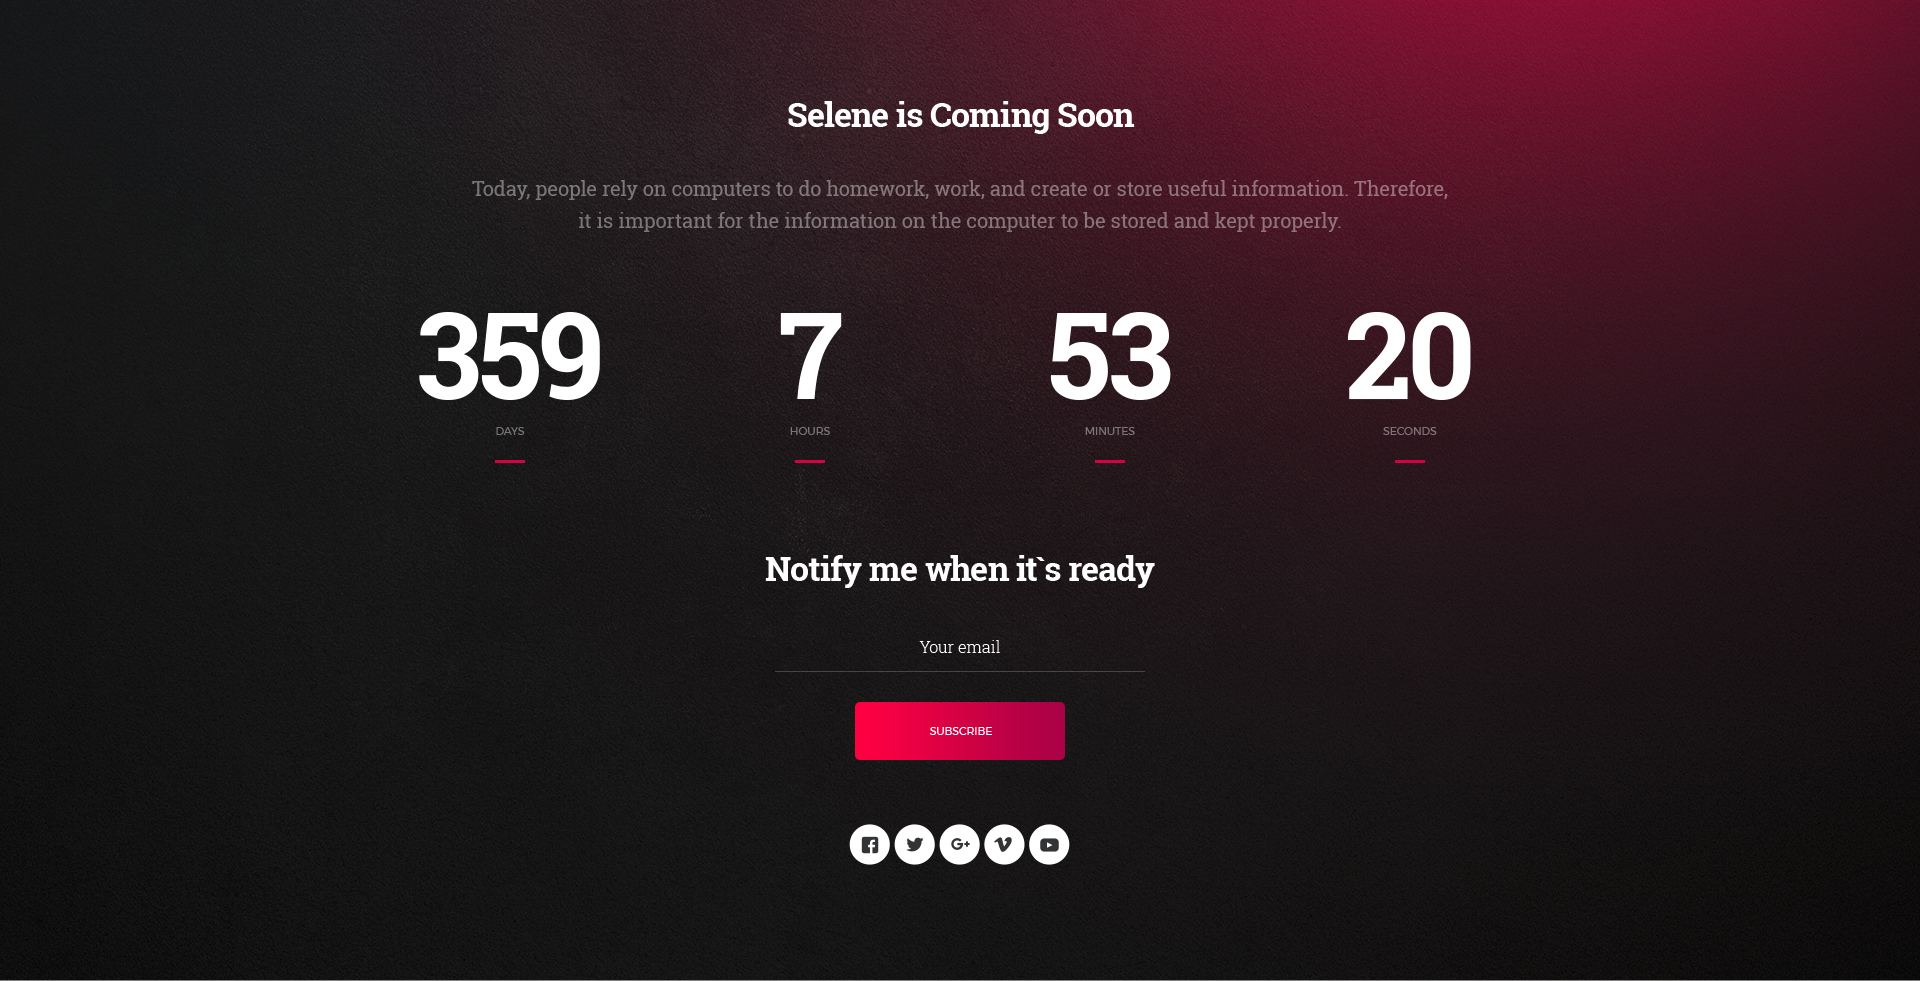 Selene is Coming Soon
Today, people rely on computers to do homework, work, and create or store useful information. Therefore,
it is important for the information on the computer to be stored and kept properly.
359 7 53 20
DAYS HOURS MINUTES SECONDS
Notify me when it`s ready
Your email
SUBSCRIBE